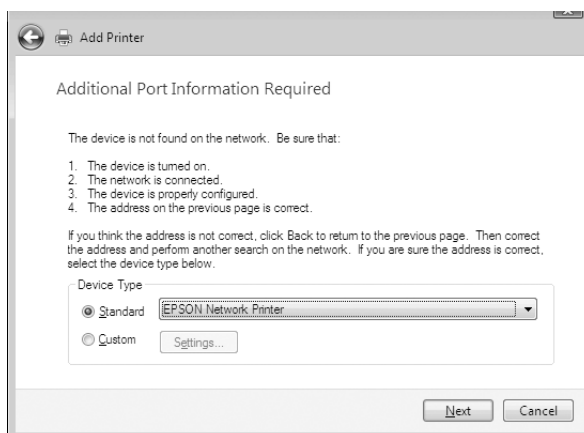 Add Printer
Additional Port Information Required
The device is not found on the network. Be sure that:
1. The device is turned on.
2. The network is connected.
3. The device is properly configured.
4. The address on the previous page is correct.
If you think the address is not correct, click Back to return to the previous page. Then correct
the address and perform another search on the network. If you are sure the address is correct,
select the device type below.
Device Type
Standard EPSON Network Printer
Custom Settings...
Next Cancel